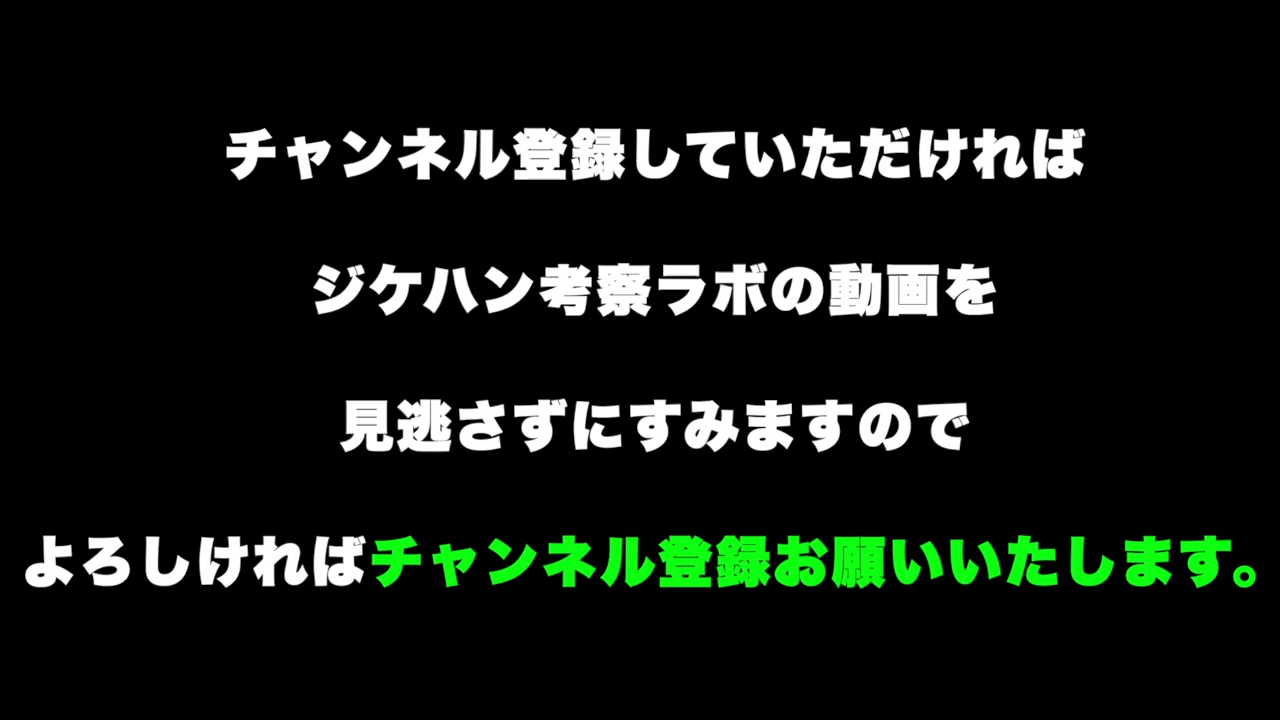 チャンネル登録していただければ
ジケハン考察ラボの動画を
見逃さずにすみますので
よろしければチャンネル登録お願いいたします。